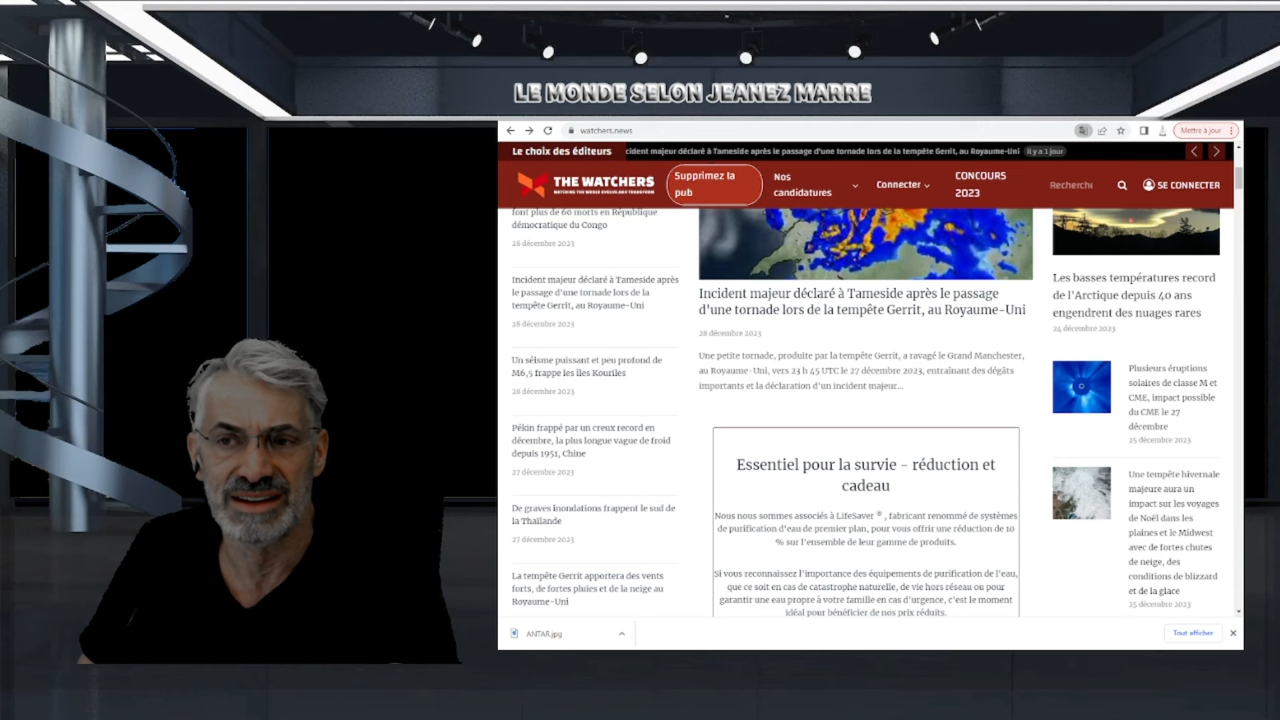 LE MONDE SELON JEANEZ MARRE
watchers.news
Mettre à jour
Le choix des éditeurs
cident majeur déclaré à Tameside après le passage d'une tornade lors de la tempête Gerrit, au Royaume-Uni
Il y a 1 jour
THE WATCHERS
WATCHING THE WORLD EVOLVE AND TRANSFORM
Supprimez la
pub
Nos
candidatures
Connecter
CONCOURS
2023
Recherche
SE CONNECTER
font plus de 60 morts en République
démocratique du Congo
28 décembre 2023
Incident majeur déclaré à Tameside après
le passage d'une tornade lors de la
tempête Gerrit, au Royaume-Uni
28 décembre 2023
Un séisme puissant et peu profond de
M6,5 frappe les îles Kouriles
28 décembre 2023
Pékin frappé par un creux record en
décembre, la plus longue vague de froid
depuis 1951, Chine
27 décembre 2023
De graves inondations frappent le sud de
la Thaïlande
27 décembre 2023
La tempête Gerrit apportera des vents
forts, de fortes pluies et de la neige au
Royaume-Uni
Incident majeur déclaré à Tameside après le passage
d'une tornade lors de la tempête Gerrit, au Royaume-Uni
28 décembre 2023
Une petite tornade, produite par la tempête Gerrit, a ravagé le Grand Manchester,
au Royaume-Uni, vers 23 h 45 UTC le 27 décembre 2023, entraînant des dégâts
importants et la déclaration d'un incident majeur...
Essentiel pour la survie - réduction et
cadeau
Nous nous sommes associés à LifeSaver ® , fabricant renommé de systèmes
de purification d'eau de premier plan, pour vous offrir une réduction de 10
% sur l'ensemble de leur gamme de produits.
Si vous reconnaissez l'importance des équipements de purification de l'eau,
que ce soit en cas de catastrophe naturelle, de vie hors réseau ou pour
garantir une eau propre à votre famille en cas d'urgence, c'est le moment
idéal pour bénéficier de nos prix réduits.
Les basses températures record
de l'Arctique depuis 40 ans
engendrent des nuages rares
24 décembre 2023
Plusieurs éruptions
solaires de classe M et
CME, impact possible
du CME le 27
décembre
25 décembre 2023
Une tempête hivernale
majeure aura un
impact sur les voyages
de Noël dans les
plaines et le Midwest
avec de fortes chutes
de neige, des
conditions de blizzard
et de la glace
25 décembre 2023
ANTAR.jpg
Tout afficher